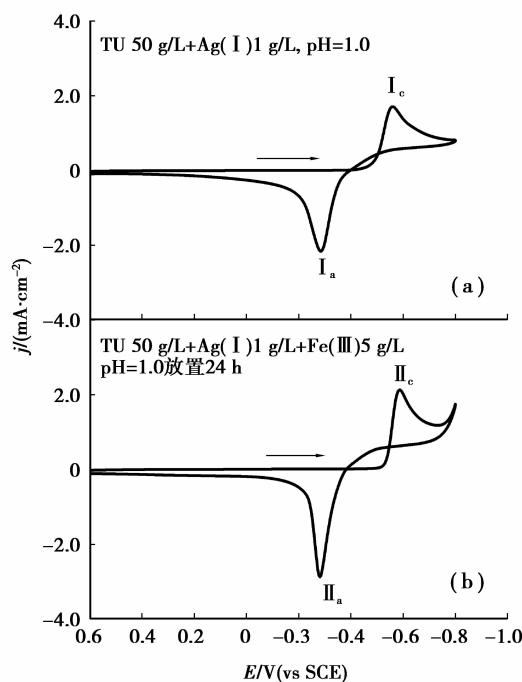 TU 50 g/L+Ag(Ⅰ)1 g/L, pH=1.0
Ⅰc
Ⅰa
(a)
4.0
2.0
0
−2.0
−4.0
j/(mA·cm−2)
TU 50 g/L+Ag(Ⅰ)1 g/L+Fe(Ⅲ)5 g/L
pH=1.0放置24 h
Ⅱc
Ⅱa
(b)
2.0
0
−2.0
−4.0
0.6 0.4 0.2 0 −0.3 −0.4 −0.6 −0.8 −1.0
E/V(vs SCE)